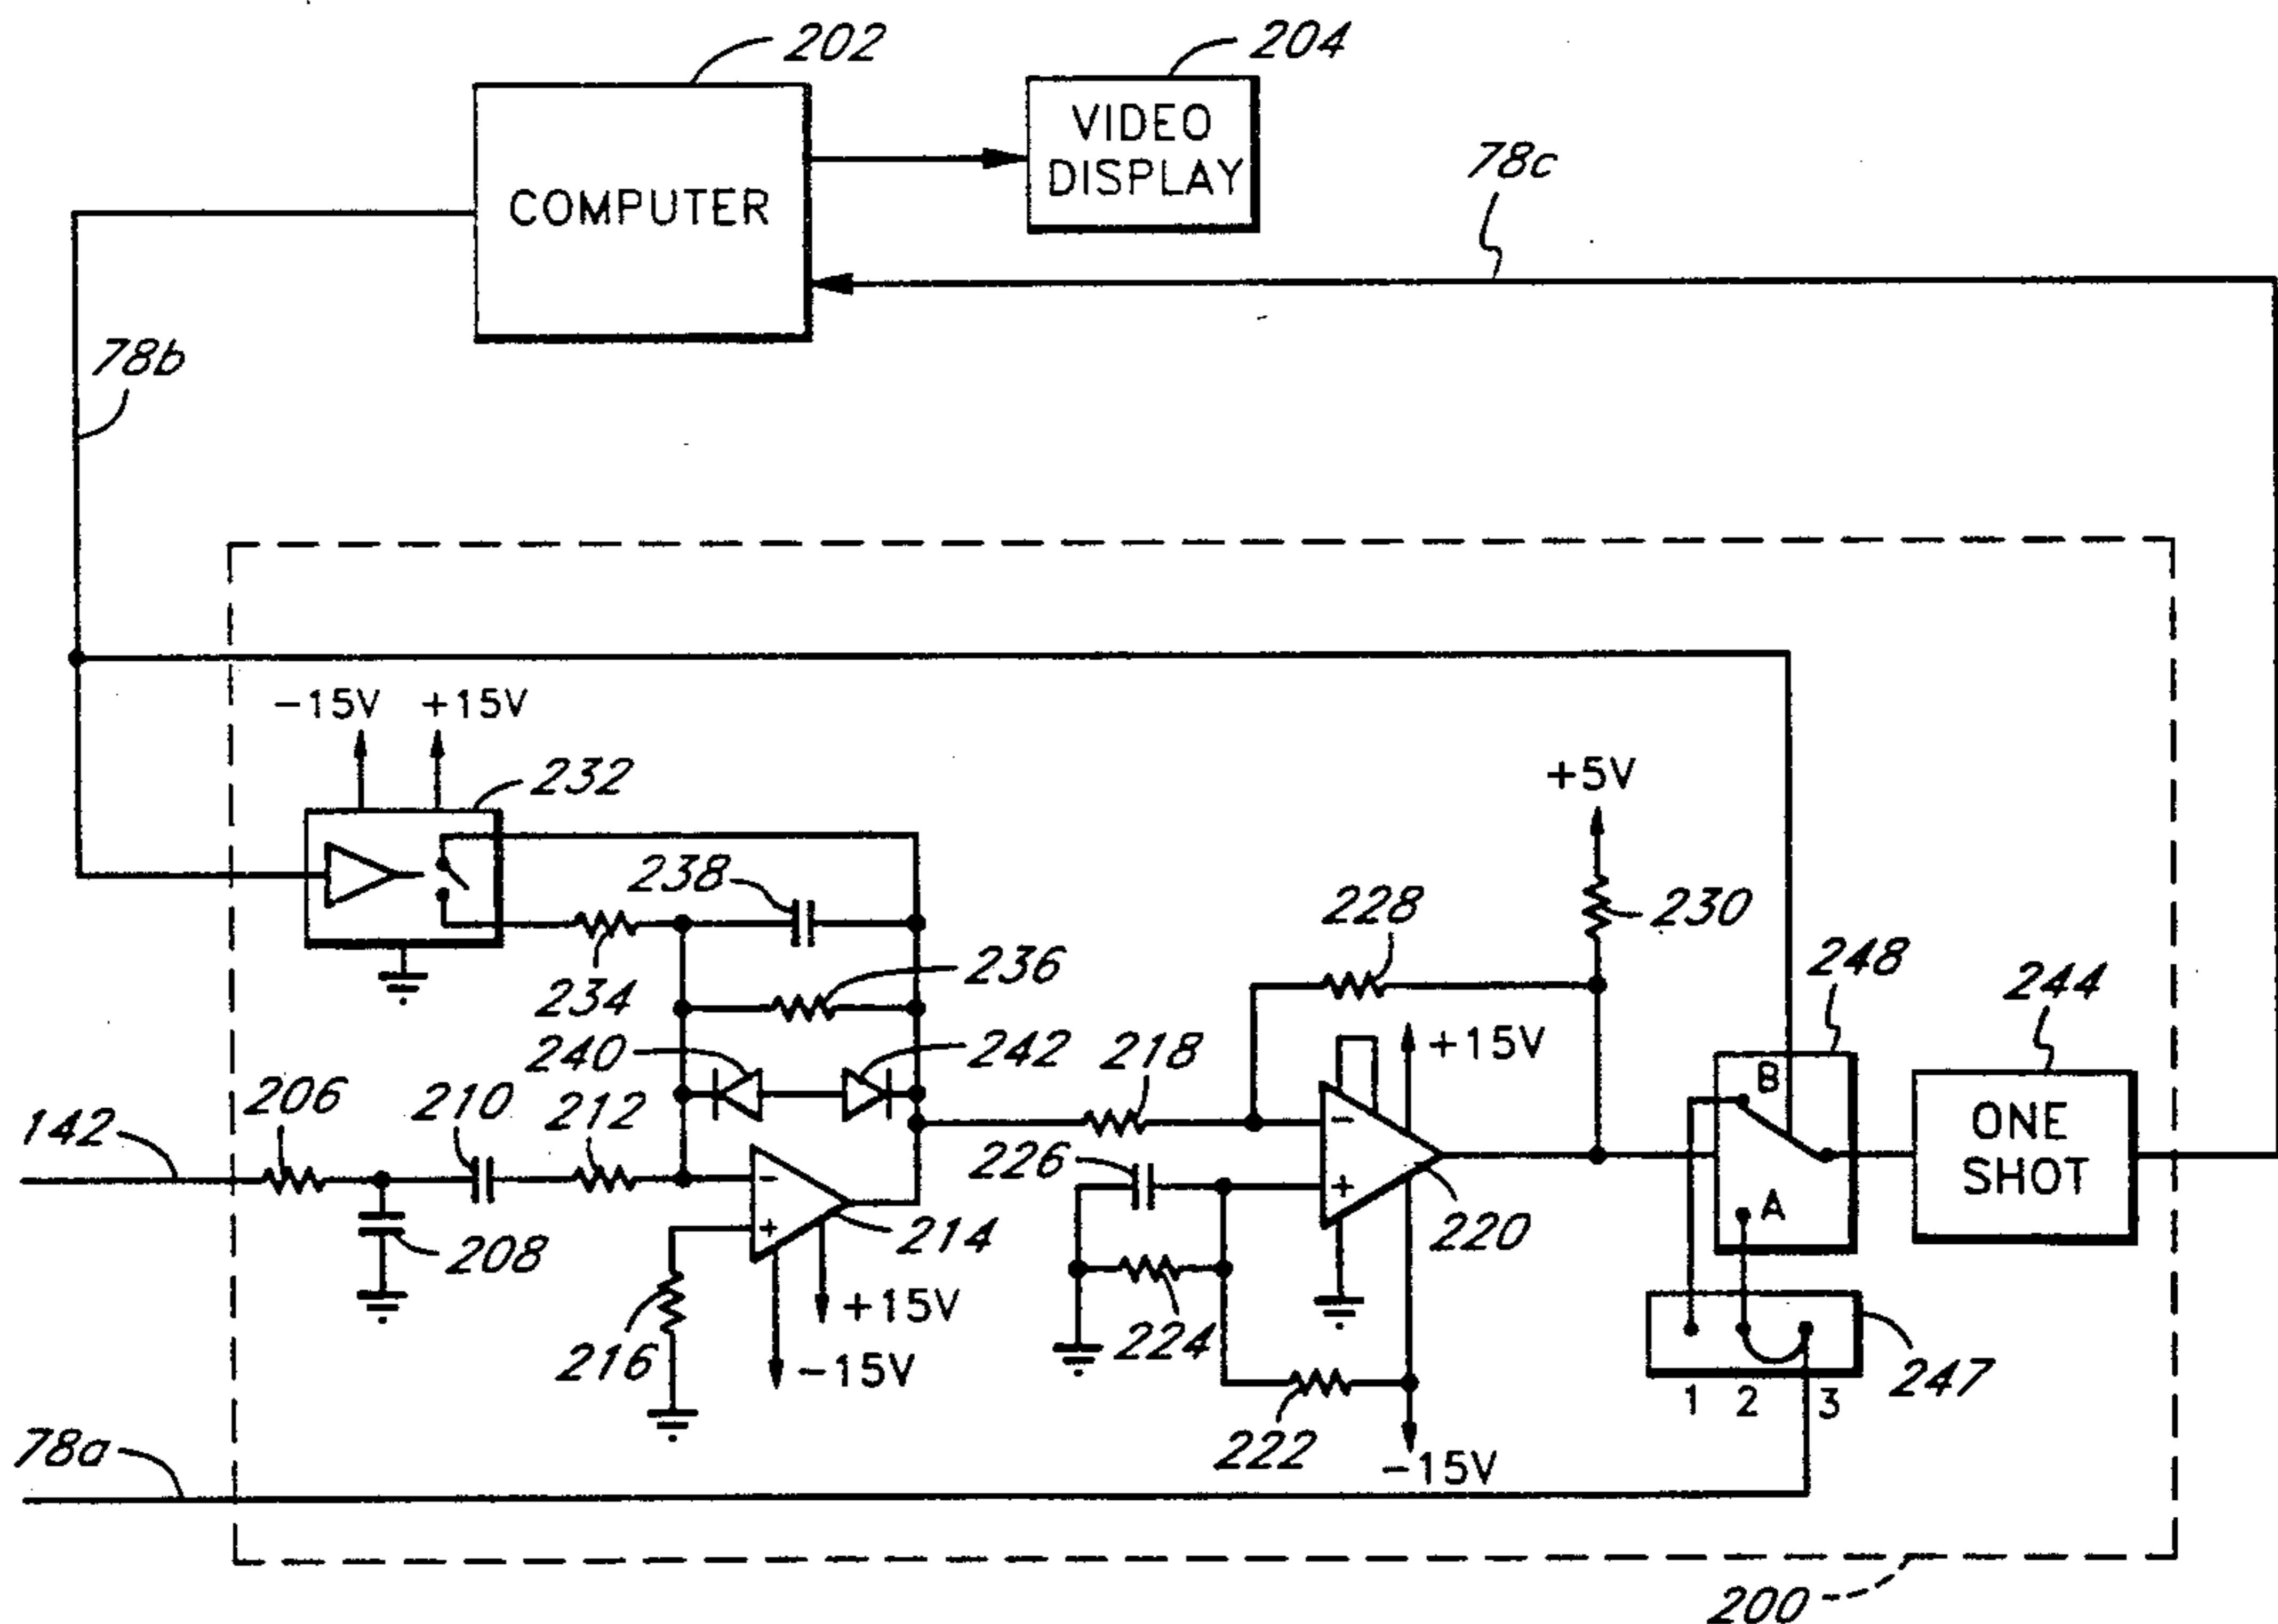 202
204
COMPUTER
VIDEO
DISPLAY
78c
78b
-15V
+15V
232
+5V
238
228
230
234
236
248
244
240
242
218
+15V
B
ONE
SHOT
142
206
210
212
226
-
+
-
+
214
220
A
208
216
+15V
-15V
224
222
-15V
1
2
3
247
78a
200